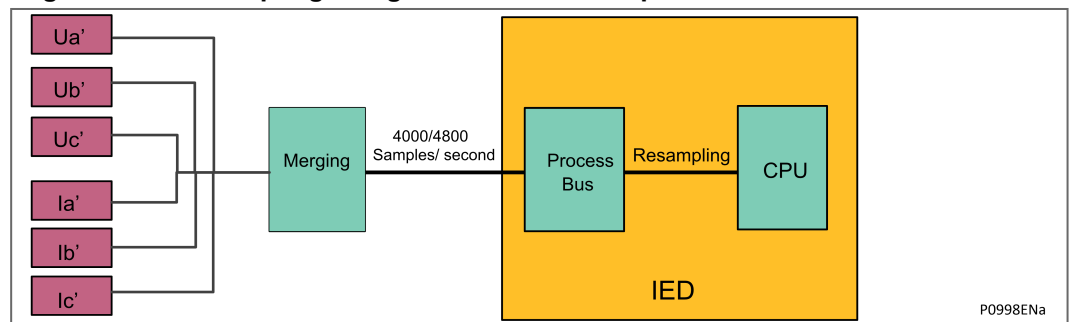 Ua’
Ub’
Uc’
Ia’
Ib’
Ic’
Merging
4000/4800
Samples/ second
Process
Bus
Resampling
CPU
IED
P0998ENa